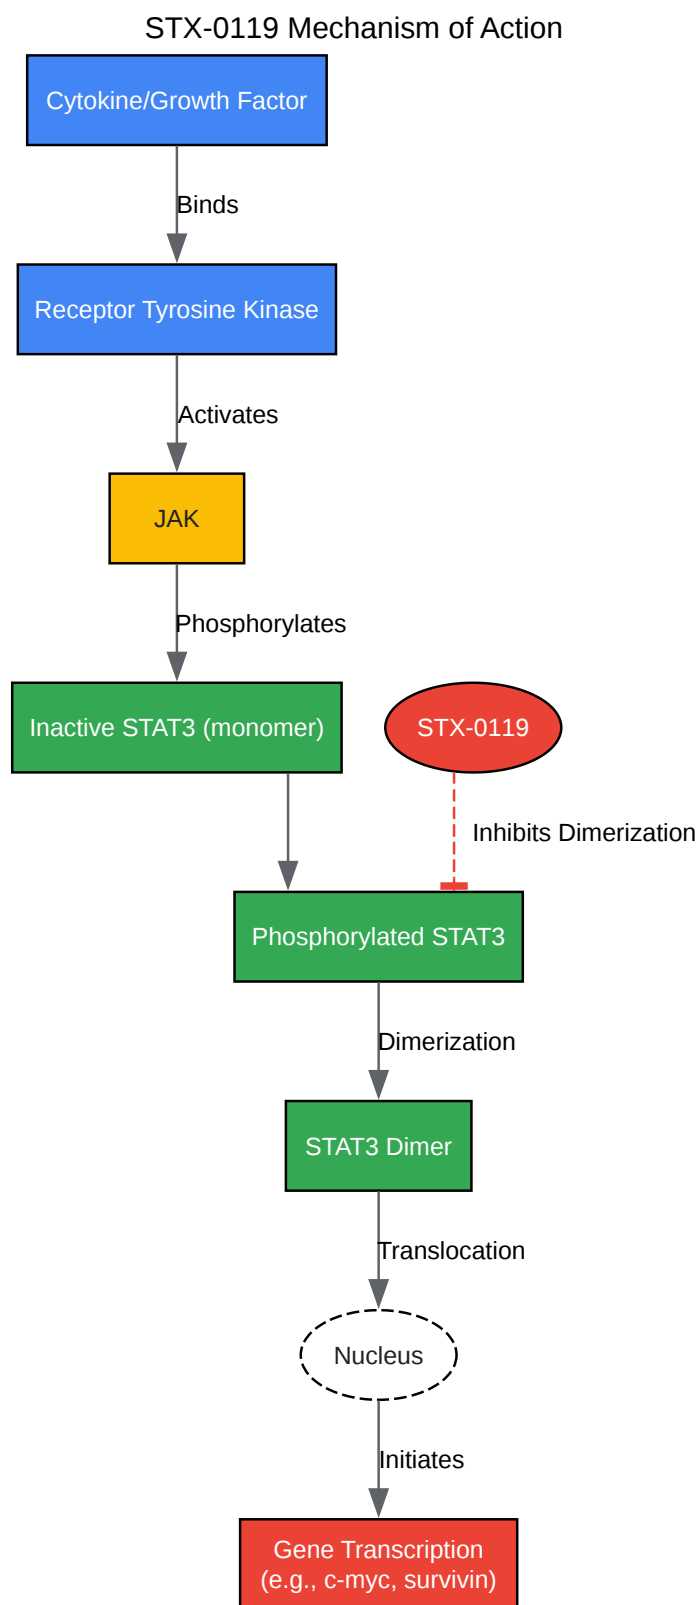 STX-0119 Mechanism of Action
Cytokine/Growth Factor
Binds
Receptor Tyrosine Kinase
Activates
JAK
Phosphorylates
Inactive STAT3 (monomer)
STX-0119
Inhibits Dimerization
Phosphorylated STAT3
Dimerization
STAT3 Dimer
Translocation
Nucleus
Initiates
Gene Transcription
(e.g., c-myc, survivin)